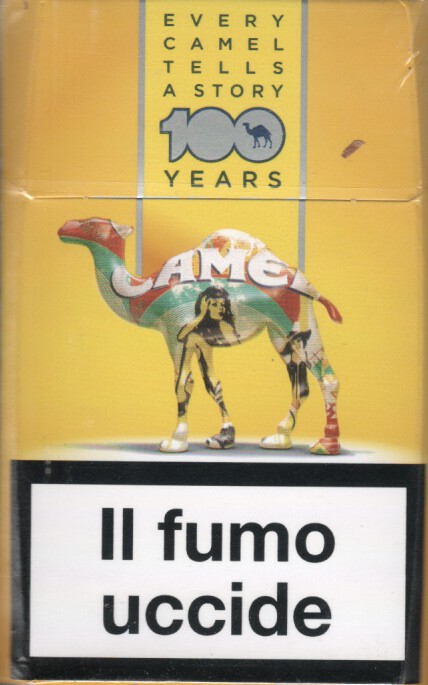 EVERY
CAMEL
TELLS
A STORY
100
YEARS
CAMEL
Il fumo
uccide